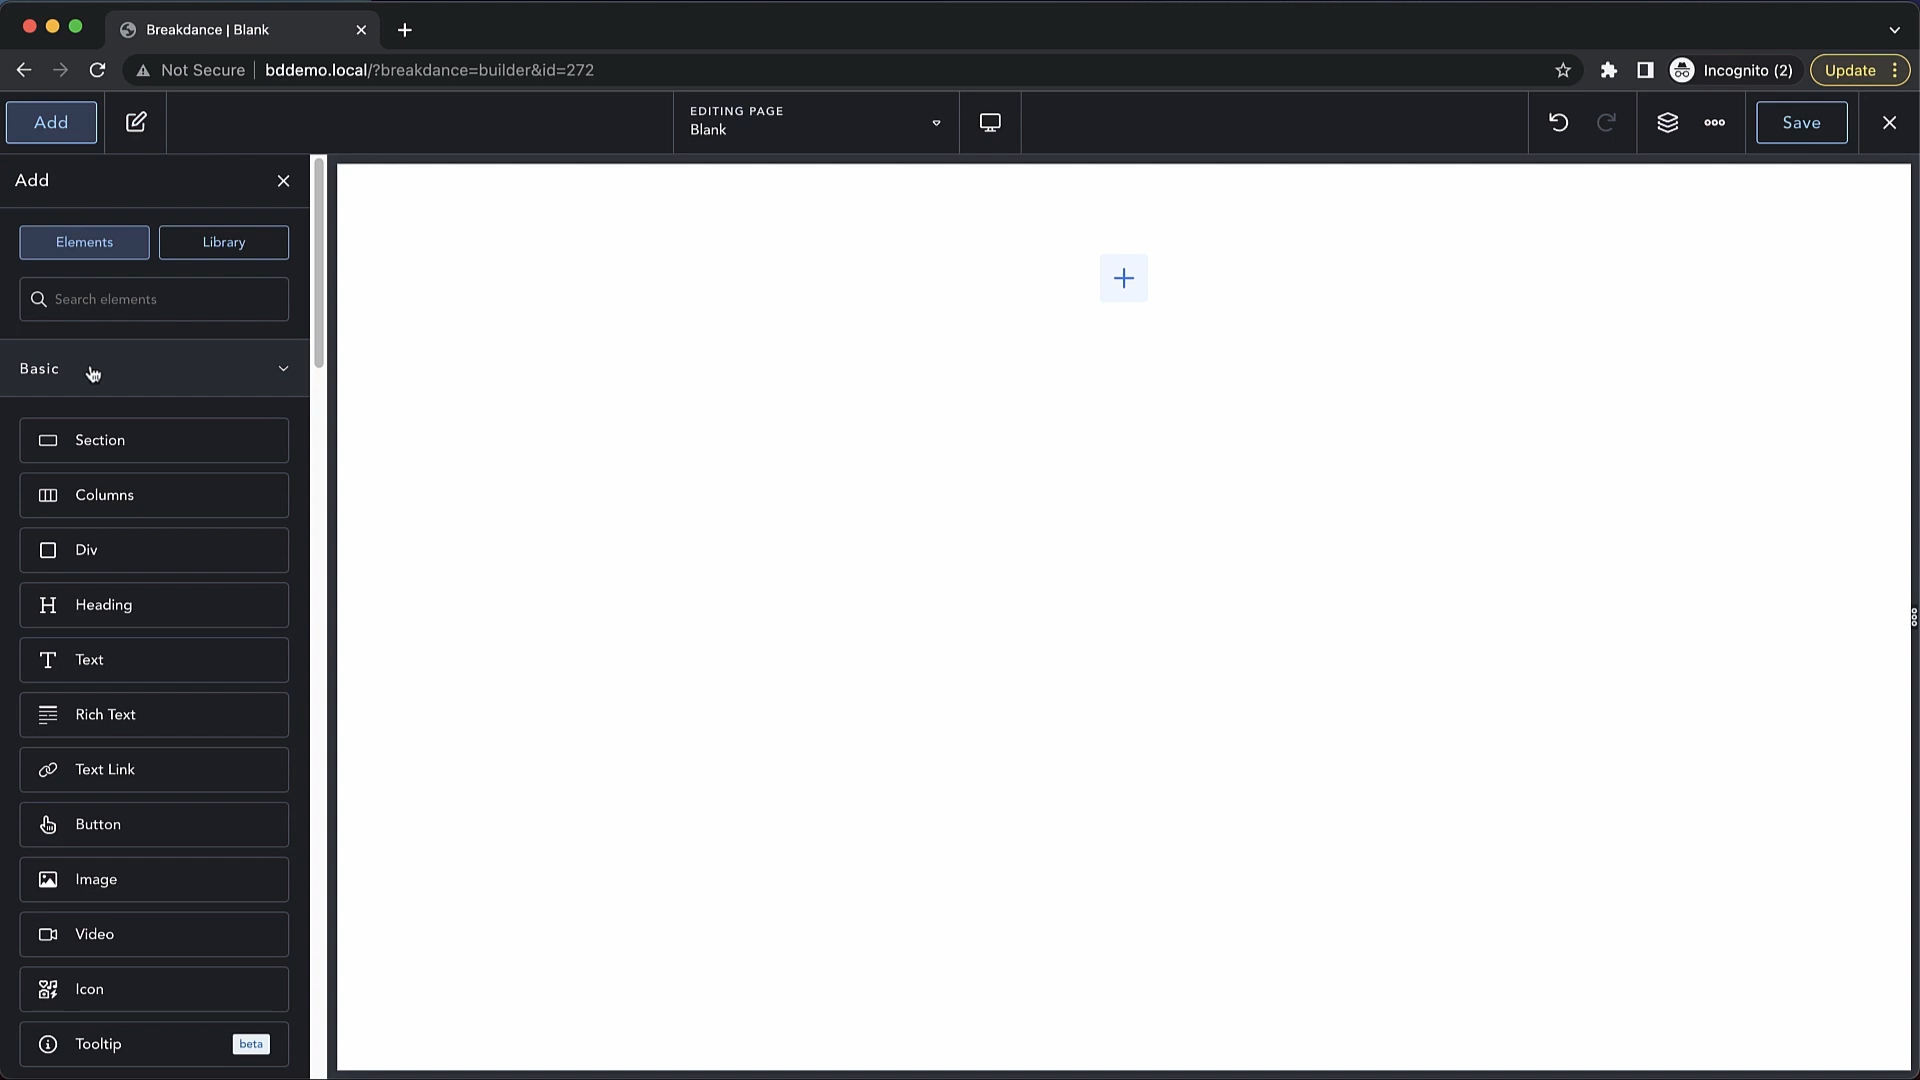 Breakdance | Blank
Not Secure bddemo.local/?breakdance=builder&id=272
Incognito (2)
Update
Add
EDITING PAGE
Blank
Save
Add
Elements
Library
Search elements
Basic
Section
Columns
Div
Heading
Text
Rich Text
Text Link
Button
Image
Video
Icon
Tooltip beta